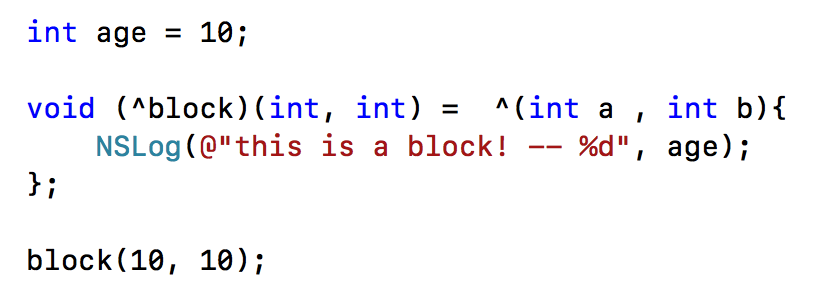 int age = 10;
void (^block)(int, int) =  ^(int a , int b){
    NSLog(@"this is a block! -- %d", age);
};
block(10, 10);